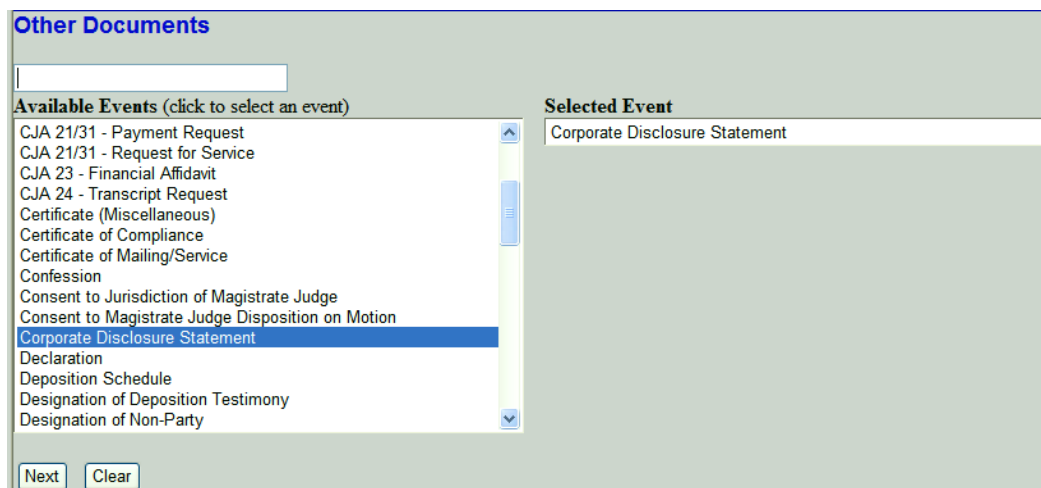 Other Documents
Available Events (click to select an event)
Selected Event
CJA 21/31 - Payment Request
Corporate Disclosure Statement
CJA 21/31 - Request for Service
CJA 23 - Financial Affidavit
CJA 24 - Transcript Request
Certificate (Miscellaneous)
Certificate of Compliance
Certificate of Mailing/Service
Confession
Consent to Jurisdiction of Magistrate Judge
Consent to Magistrate Judge Disposition on Motion
Corporate Disclosure Statement
Declaration
Deposition Schedule
Designation of Deposition Testimony
Designation of Non-Party
Next Clear